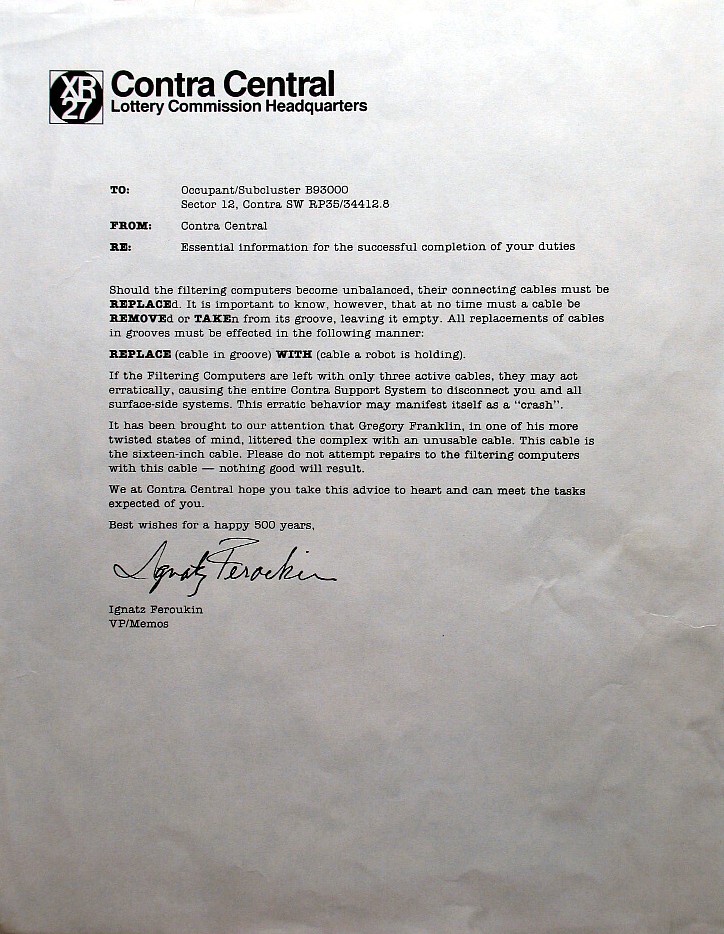 XR
27
Contra Central
Lottery Commission Headquarters
TO: Occupant/Subcluster B93000
Sector 12, Contra SW RP35/34412.8
FROM: Contra Central
RE: Essential information for the successful completion of your duties
Should the filtering computers become unbalanced, their connecting cables must be
REPLACEd. It is important to know, however, that at no time must a cable be
REMOVEd or TAKEn from its groove, leaving it empty. All replacements of cables
in grooves must be effected in the following manner:
REPLACE (cable in groove) WITH (cable a robot is holding).
If the Filtering Computers are left with only three active cables, they may act
erratically, causing the entire Contra Support System to disconnect you and all
surface-side systems. This erratic behavior may manifest itself as a “crash”.
It has been brought to our attention that Gregory Franklin, in one of his more
twisted states of mind, littered the complex with an unusable cable. This cable is
the sixteen-inch cable. Please do not attempt repairs to the filtering computers
with this cable — nothing good will result.
We at Contra Central hope you take this advice to heart and can meet the tasks
expected of you.
Best wishes for a happy 500 years,
Ignatz Feroukin
Ignatz Feroukin
VP/Memos